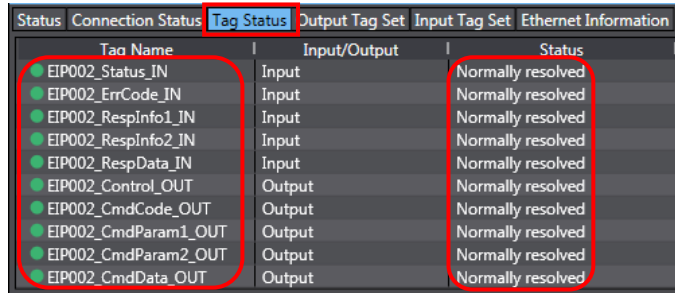 Status Connection Status Tag Status Output Tag Set Input Tag Set Ethernet Information
Tag Name Input/Output Status
EIP002_Status_IN Input Normally resolved
EIP002_ErrCode_IN Input Normally resolved
EIP002_RespInfo1_IN Input Normally resolved
EIP002_RespInfo2_IN Input Normally resolved
EIP002_RespData_IN Input Normally resolved
EIP002_Control_OUT Output Normally resolved
EIP002_CmdCode_OUT Output Normally resolved
EIP002_CmdParam1_OUT Output Normally resolved
EIP002_CmdParam2_OUT Output Normally resolved
EIP002_CmdData_OUT Output Normally resolved